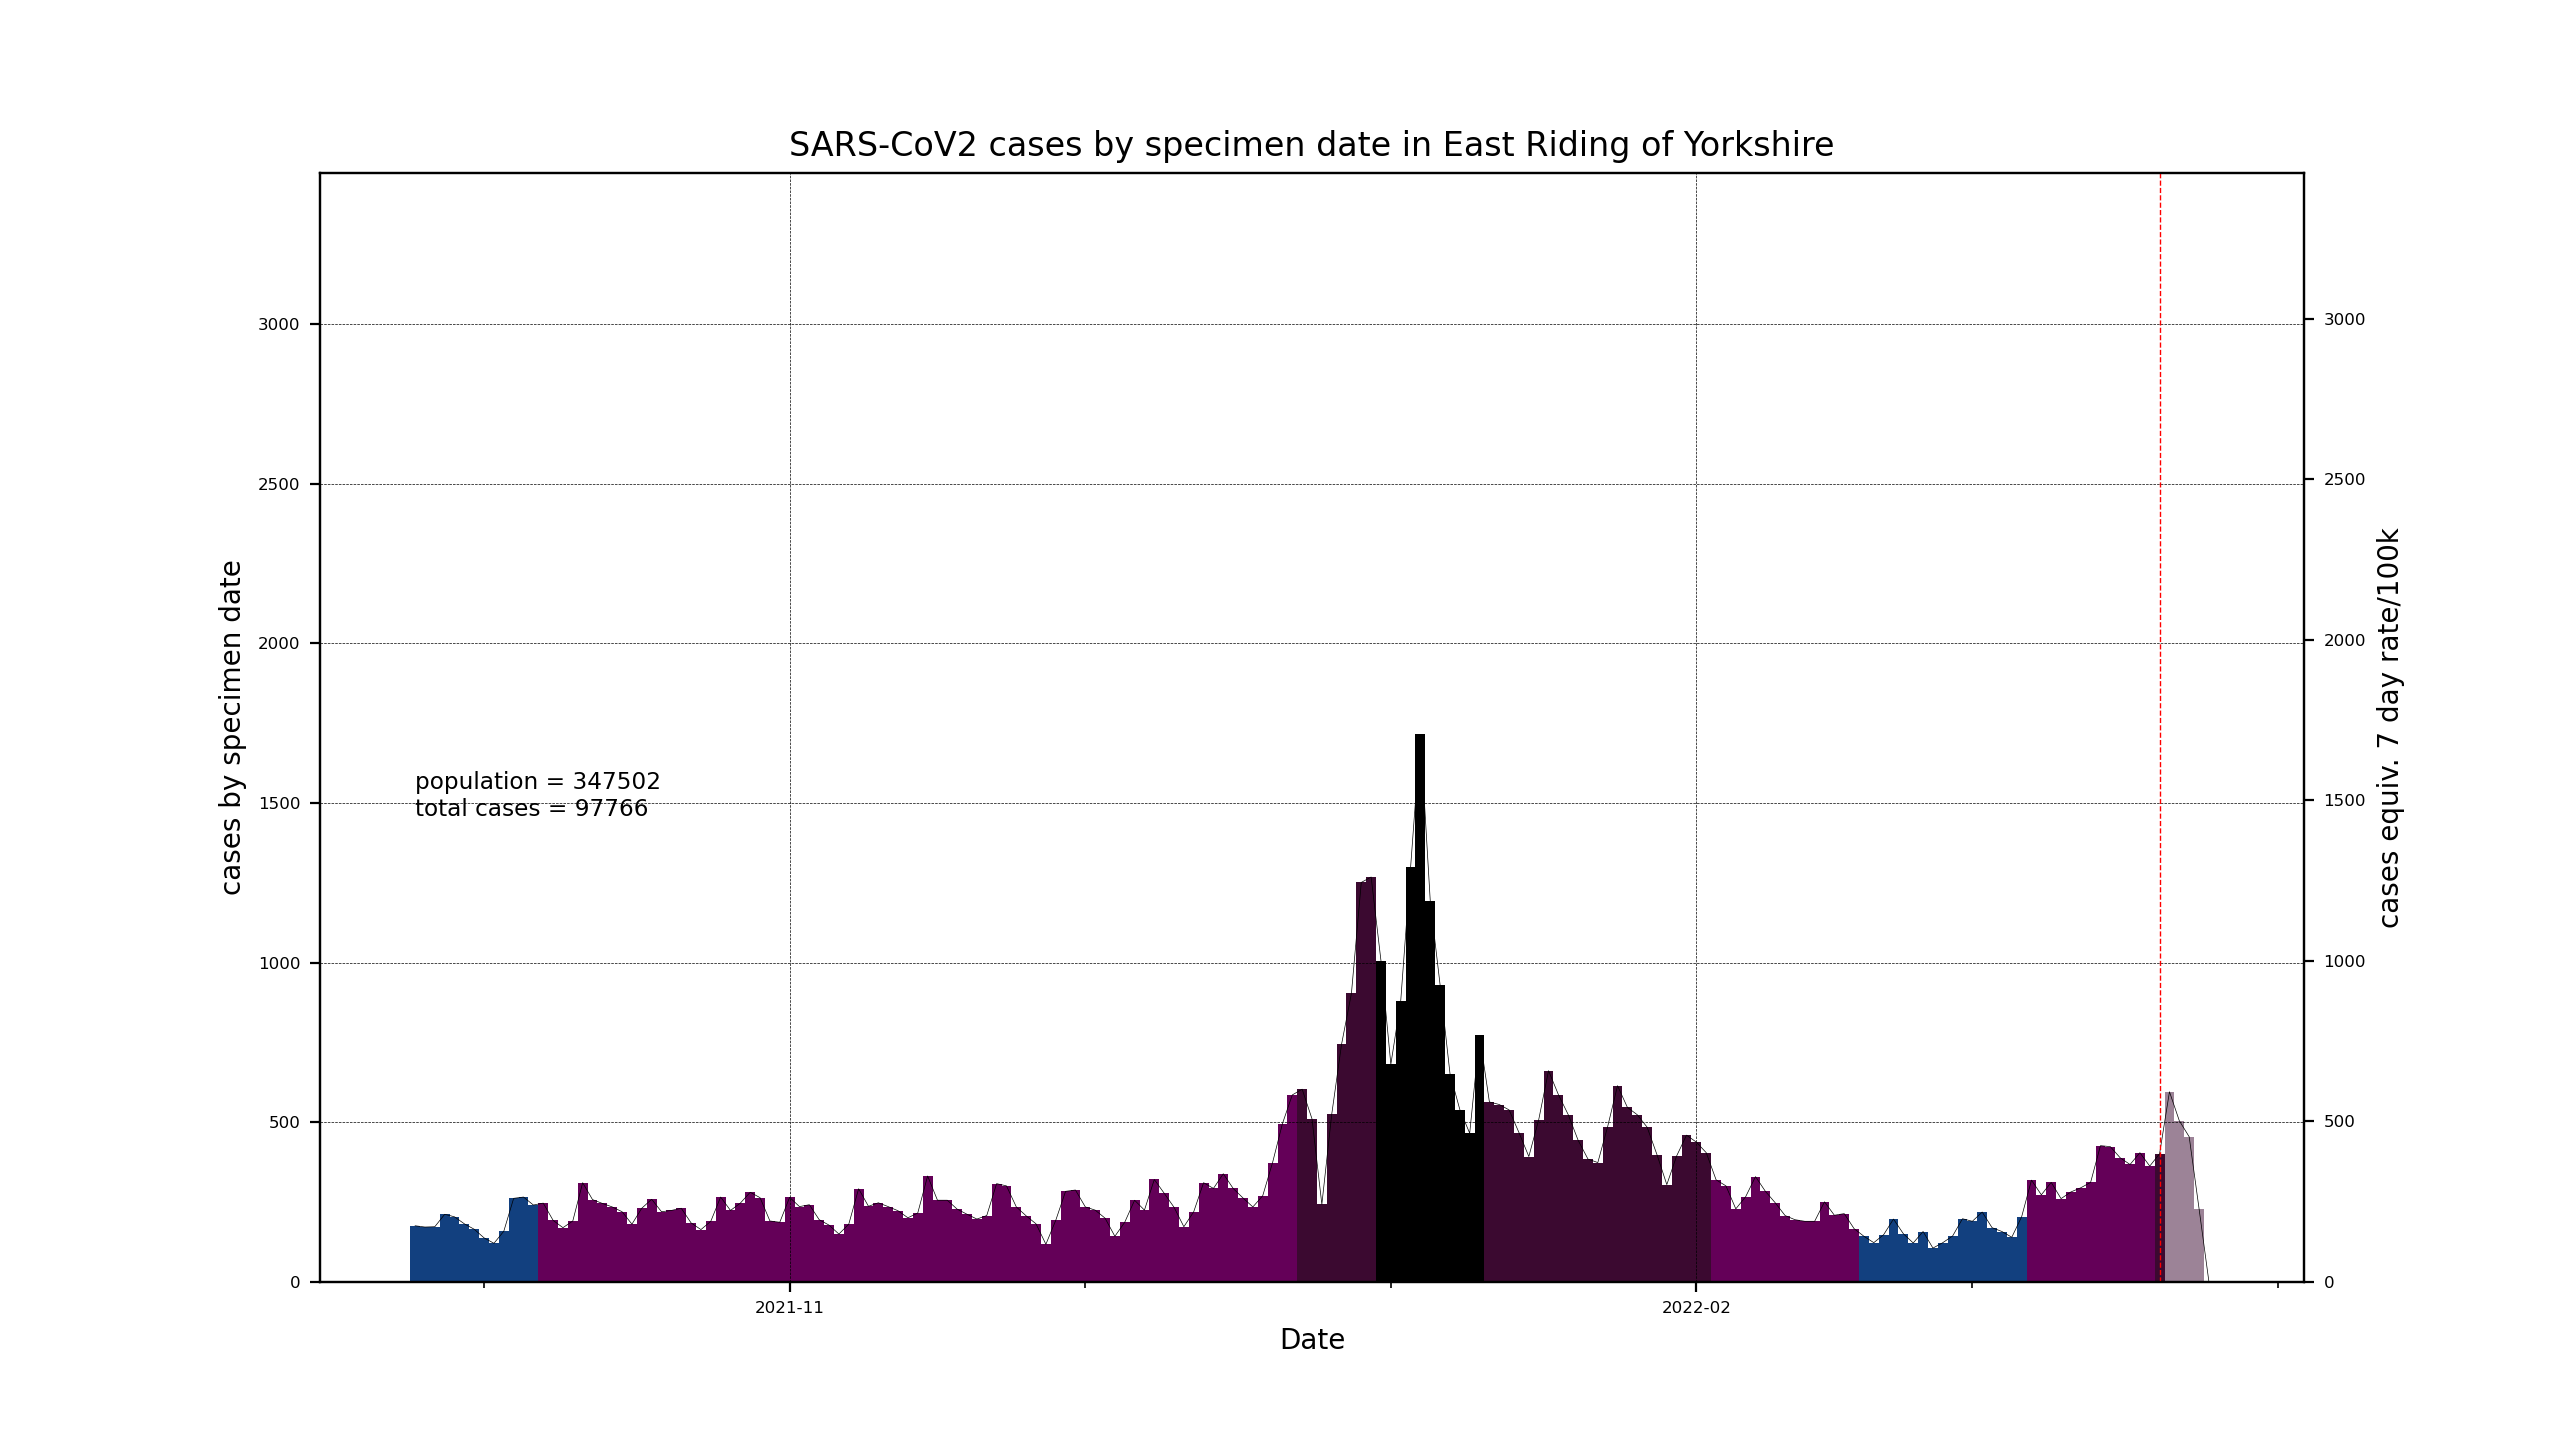 SARS-CoV2 cases by specimen date in East Riding of Yorkshire
cases by specimen date
3000
2500
2000
1500
1000
500
0
population = 347502
total cases = 97766
3000
2500
2000
1500
1000
500
0
cases equiv. 7 day rate/100k
2021-11
2022-02
Date